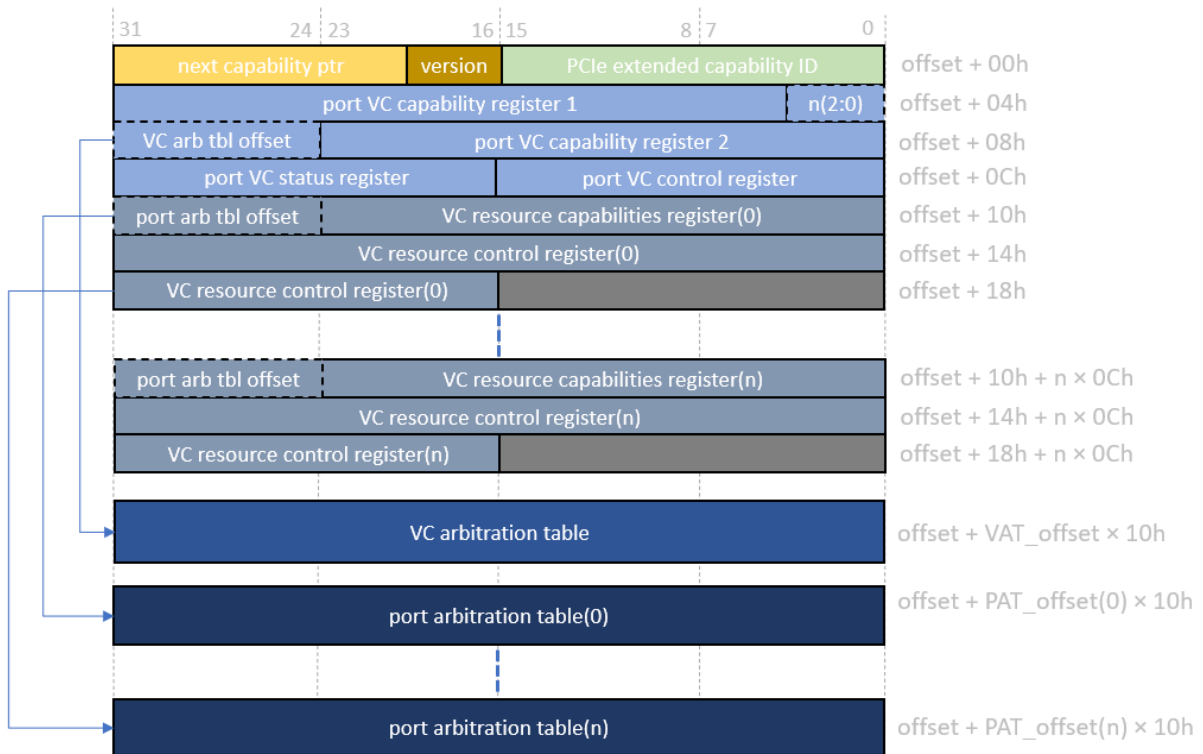 31 24 23 16 15 8 7 0
next capability ptr version PCIe extended capability ID offset + 00h
port VC capability register 1 n(2:0) offset + 04h
VC arb tbl offset port VC capability register 2 offset + 08h
port VC status register port VC control register offset + 0Ch
port arb tbl offset VC resource capabilities register(0) offset + 10h
VC resource control register(0) offset + 14h
VC resource control register(0) offset + 18h
port arb tbl offset VC resource capabilities register(n) offset + 10h + n × 0Ch
VC resource control register(n) offset + 14h + n × 0Ch
VC resource control register(n) offset + 18h + n × 0Ch
VC arbitration table offset + VAT_offset × 10h
port arbitration table(0) offset + PAT_offset(0) × 10h
port arbitration table(n) offset + PAT_offset(n) × 10h